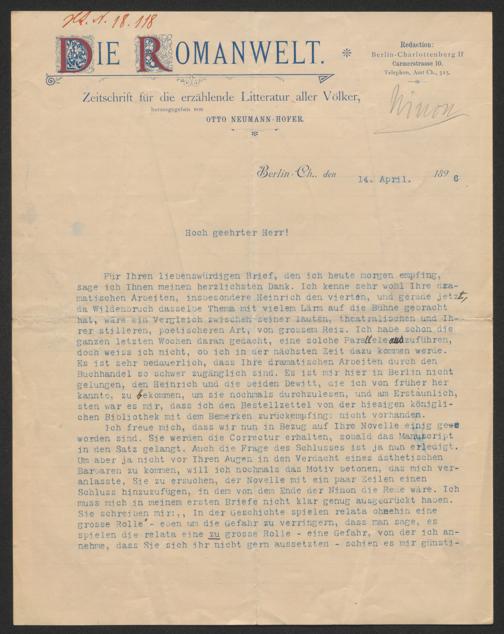 H. N. 18.118
DIE ROMANWELT.
Redaction:
Berlin-Charlottenberg II
Carmerstrasse 10.
Telephon, Amt Ch., 315.
Zeitschrift für die erzählende Litteratur aller Völker,
herausgegeben von
OTTO NEUMANN-HOFER.
Ninon
Berlin-Ch., den 14. April. 1896
Hoch geehrter Herr!
Für Ihren liebenswürdigen Brief, den ich heute morgen empfing,
sage ich Ihnen meinen herzlichsten Dank. Ich kenne sehr wohl Ihre dra-
matischen Arbeiten, insbesondere Heinrich den vierten, und gerade jetzt,
da Wildenbruch dasselbe Thema mit vielem Lärm auf die Bühne gebracht
hat, wäre ein Vergleich zwischen seiner lauten, theatralischen und Ih-
rer stilleren, poetischeren Art, von grossem Reiz. Ich habe schon die
ganzen letzten Wochen daran gedacht, eine solche Parallele auszuführen,
doch weiss ich nicht, ob ich in der nächsten Zeit dazu kommen werde.
Es ist sehr bedauerlich, dass Ihre dramatischen Arbeiten durch den
Buchhandel so schwer zugänglich sind. Es ist mir hier in Berlin nicht
gelungen, den Heinrich und die beiden Dewitt, die ich von früher her
kannte, zu bekommen, um sie nochmals durchzulesen, und am Erstaunlich,
sten war es mir, dass ich den Bestellzettel von der hiesigen königli-
chen Bibliothek mit dem Bemerken zurückempfing: nicht vorhanden.
Ich freue mich, dass wir nun in Bezug auf Ihre Novelle einig gew
worden sind. Sie werden die Correctur erhalten, sobald das Manuscript
in den Satz gelangt. Auch die Frage des Schlusses ist ja nun erledigt.
Um aber ja nicht vor Ihren Augen in den Verdacht eines ästhetischen
Barbaren zu kommen, will ich nochmals das Motiv betonen, das mich ver-
anlasste, Sie zu ersuchen, der Novelle mit ein paar Zeilen einen
Schluss hinzuzufügen, in dem von dem Ende der Ninon die Rede wäre. Ich
muss mich in meinem ersten Briefe nicht klar genug ausgedrückt haben.
Sie schreiben mir:,, In der Geschichte spielen relata ohnehin eine
grosse Rolle" - eben um die Gefahr zu verringern, dass man sage, es
spielen die relata eine zu grosse Rolle - eine Gefahr, von der ich an-
nehme, dass Sie sich ihr nicht gern aussetzten - schien es mir günsti-